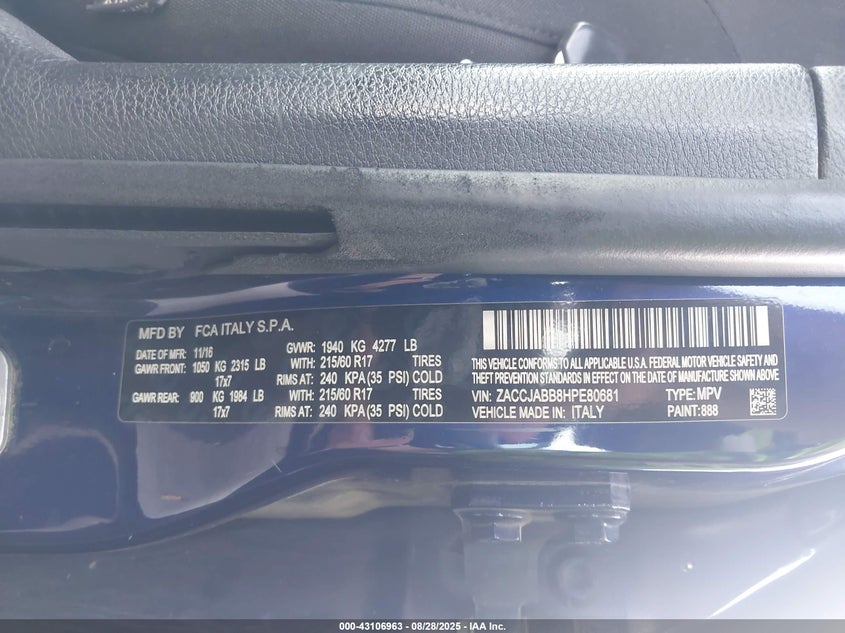 MFD BY FCA ITALY S.P.A.
DATE OF MFR: 11/16 GVWR: 1940 KG 4277 LB
GAWR FRONT: 1050 KG 2315 LB WITH: 215/60 R17 TIRES
17x7 RIMS AT: 240 KPA (35 PSI) COLD
GAWR REAR: 900 KG 1984 LB WITH: 215/60 R17 TIRES
17x7 RIMS AT: 240 KPA (35 PSI) COLD
THIS VEHICLE CONFORMS TO ALL APPLICABLE U.S.A. FEDERAL MOTOR VEHICLE SAFETY, BUMPER AND
THEFT PREVENTION STANDARDS IN EFFECT ON THE DATE OF MANUFACTURE SHOWN ABOVE
VIN: ZACCJABB8HPE80681 TYPE: MPV
VEHICLE MADE IN: ITALY PAINT: 888
000-43106963 - 08/28/2025 - IAA Inc.